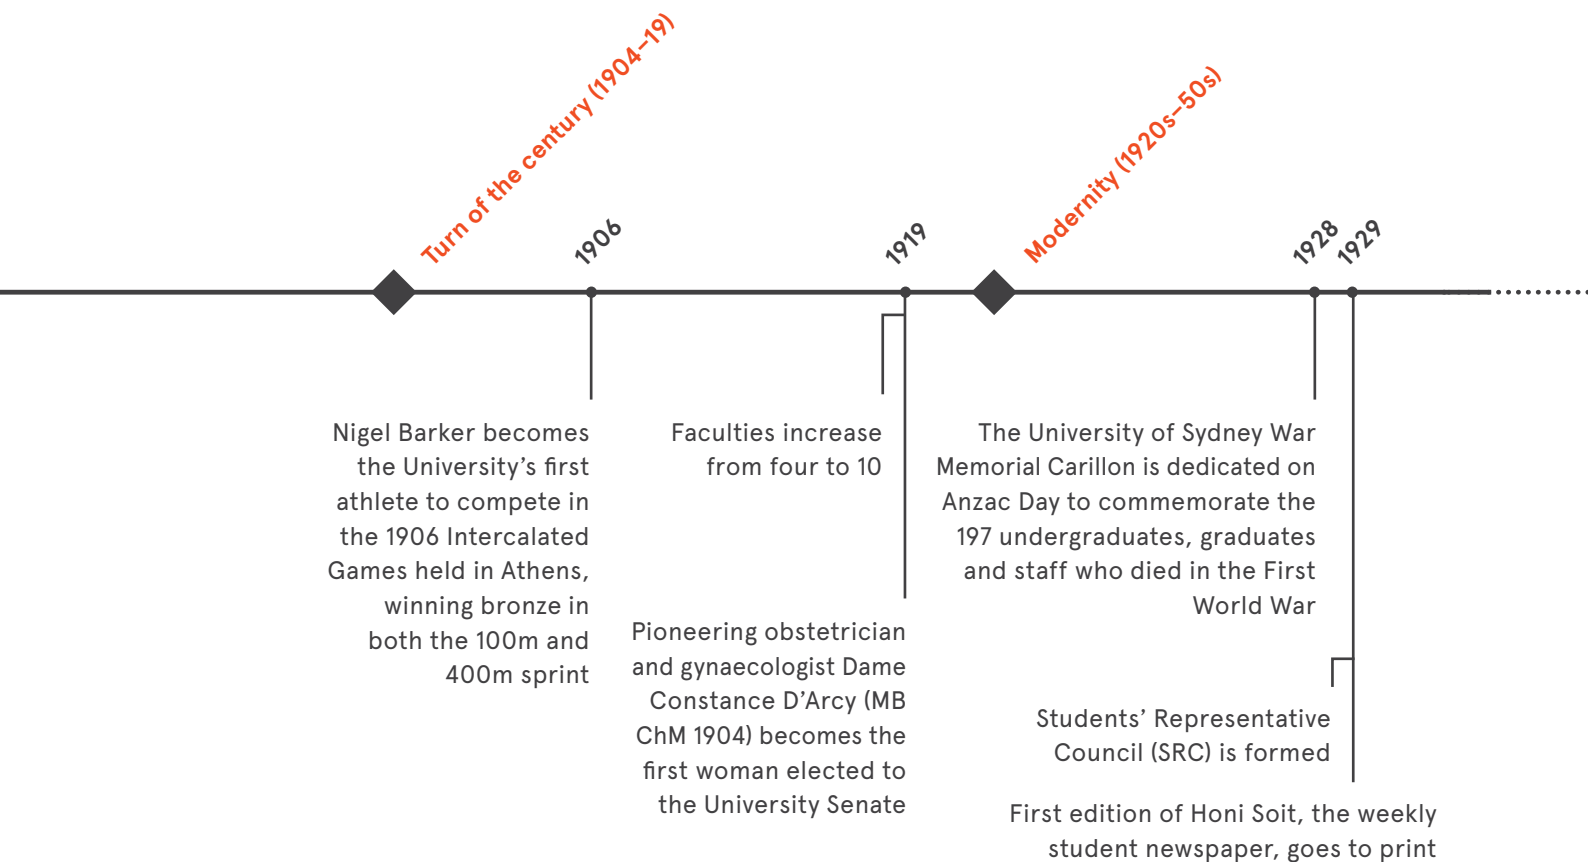 Turn of the century (1904–19)
1906
Nigel Barker becomes
the University’s first
athlete to compete in
the 1906 Intercalated
Games held in Athens,
winning bronze in
both the 100m and
400m sprint
1919
Faculties increase
from four to 10
Pioneering obstetrician
and gynaecologist Dame
Constance D’Arcy (MB
ChM 1904) becomes the
first woman elected to
the University Senate
Modernity (1920s–50s)
1928
The University of Sydney War
Memorial Carillon is dedicated on
Anzac Day to commemorate the
197 undergraduates, graduates
and staff who died in the First
World War
1929
Students’ Representative
Council (SRC) is formed
First edition of Honi Soit, the weekly
student newspaper, goes to print